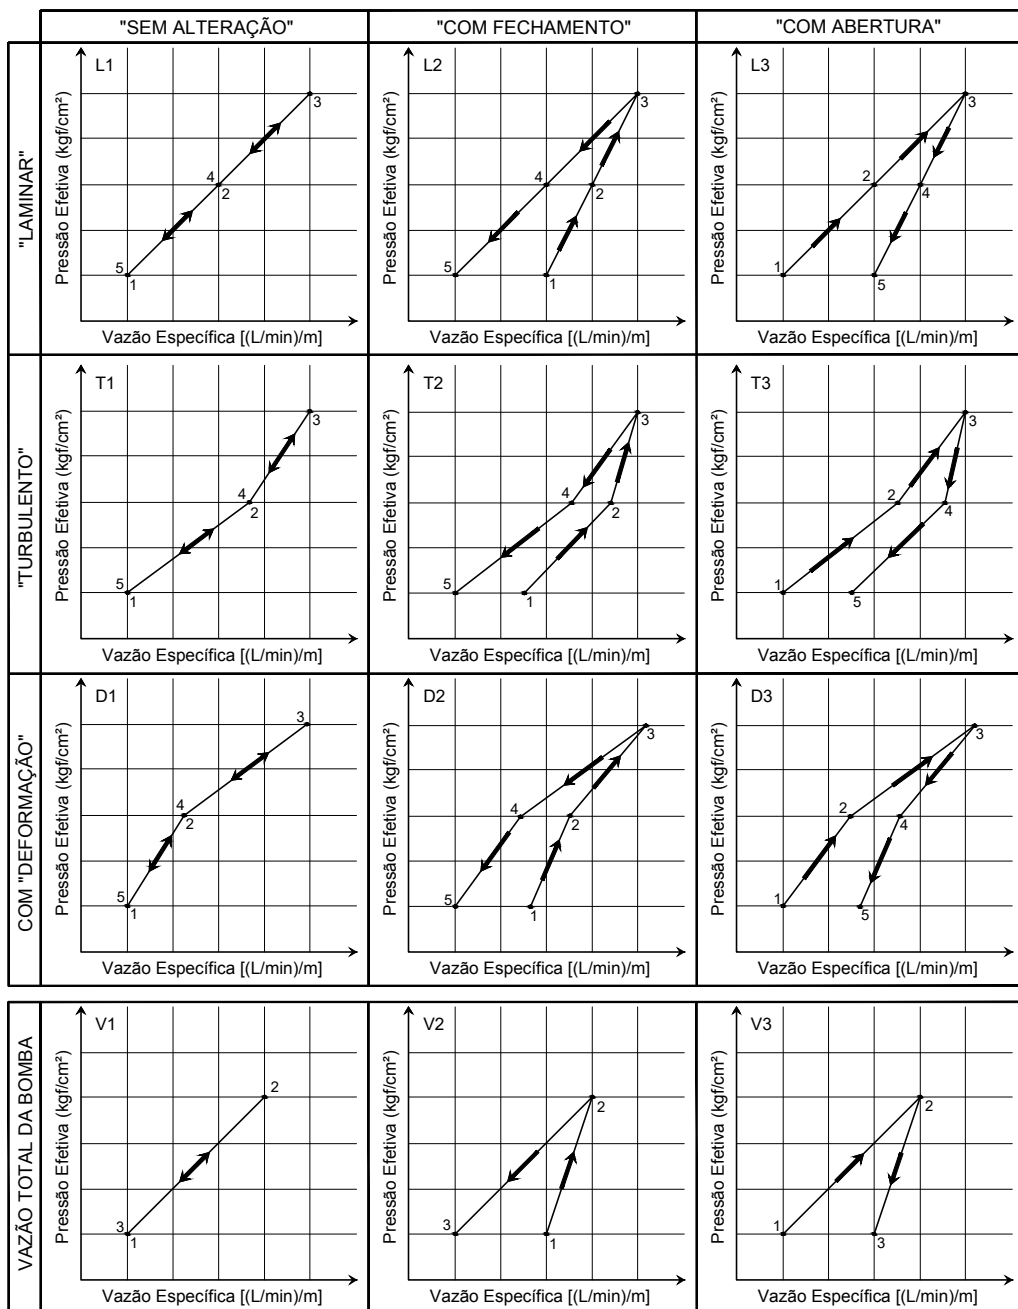 "SEM ALTERAÇÃO" "COM FECHAMENTO" "COM ABERTURA"
"LAMINAR"
L1
Pressão Efetiva (kgf/cm²)
3
4
2
5
1
Vazão Específica [(L/min)/m]
L2
Pressão Efetiva (kgf/cm²)
3
4
2
5
1
Vazão Específica [(L/min)/m]
L3
Pressão Efetiva (kgf/cm²)
3
2
4
1
5
Vazão Específica [(L/min)/m]
"TURBULENTO"
T1
Pressão Efetiva (kgf/cm²)
3
4
2
5
1
Vazão Específica [(L/min)/m]
T2
Pressão Efetiva (kgf/cm²)
3
4
2
5
1
Vazão Específica [(L/min)/m]
T3
Pressão Efetiva (kgf/cm²)
3
2
4
1
5
Vazão Específica [(L/min)/m]
COM "DEFORMAÇÃO"
D1
Pressão Efetiva (kgf/cm²)
3
4
2
5
1
Vazão Específica [(L/min)/m]
D2
Pressão Efetiva (kgf/cm²)
3
4
2
5
1
Vazão Específica [(L/min)/m]
D3
Pressão Efetiva (kgf/cm²)
3
2
4
1
5
Vazão Específica [(L/min)/m]
VAZÃO TOTAL DA BOMBA
V1
Pressão Efetiva (kgf/cm²)
2
3
1
Vazão Específica [(L/min)/m]
V2
Pressão Efetiva (kgf/cm²)
2
3
1
Vazão Específica [(L/min)/m]
V3
Pressão Efetiva (kgf/cm²)
2
1
3
Vazão Específica [(L/min)/m]